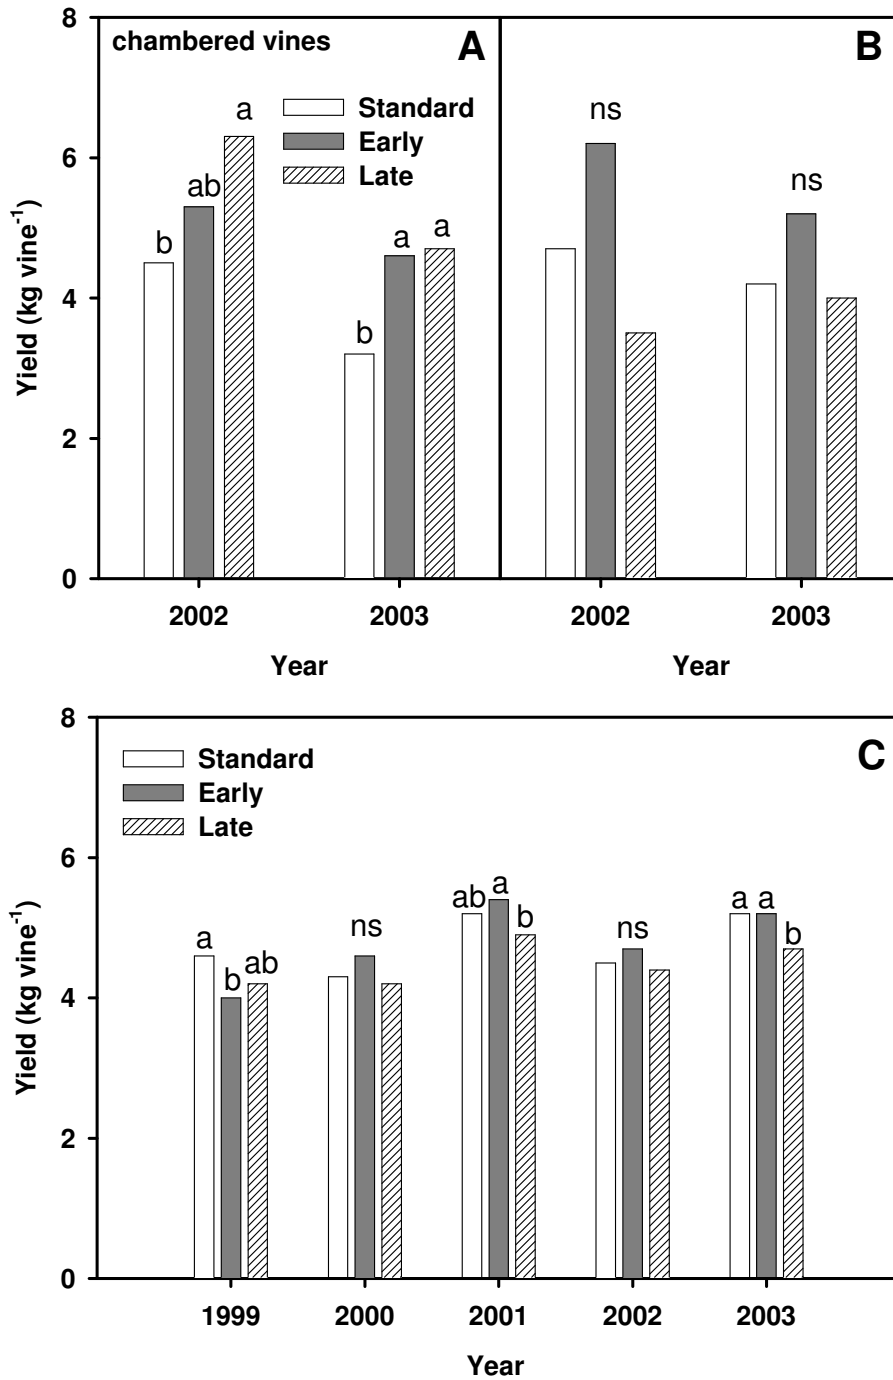 8
chambered vines
A
B
Standard
Early
Late
a
ab
b
a
a
b
ns
ns
6
4
2
0
Yield (kg vine⁻¹)
2002
2003
2002
2003
Year
Year
8
C
Standard
Early
Late
6
4
2
0
Yield (kg vine⁻¹)
a
b
ab
ns
ab
a
b
ns
a
a
b
1999
2000
2001
2002
2003
Year